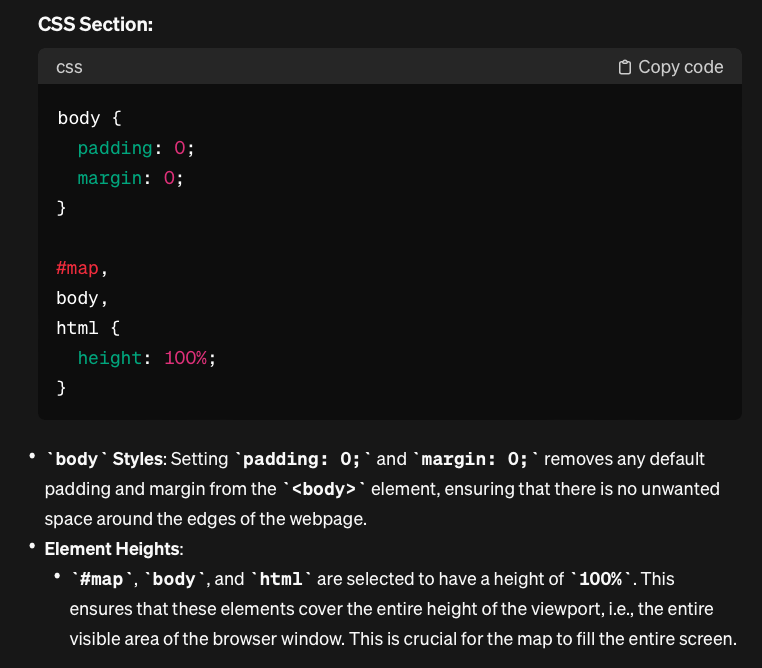 CSS Section:
css Copy code
body {
  padding: 0;
  margin: 0;
}

#map,
body,
html {
  height: 100%;
}
• `body` Styles: Setting `padding: 0;` and `margin: 0;` removes any default
padding and margin from the `<body>` element, ensuring that there is no unwanted
space around the edges of the webpage.
• Element Heights:
• `#map`, `body`, and `html` are selected to have a height of `100%`. This
ensures that these elements cover the entire height of the viewport, i.e., the entire
visible area of the browser window. This is crucial for the map to fill the entire screen.